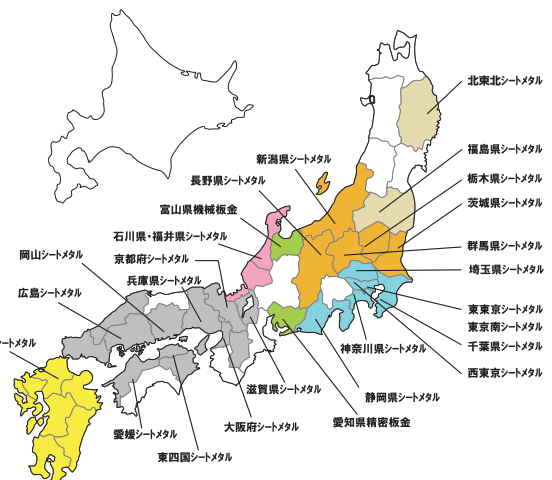 北東北シートメタル
福島県シートメタル
新潟県シートメタル
栃木県シートメタル
長野県シートメタル
茨城県シートメタル
富山県機械板金
石川県・福井県シートメタル
群馬県シートメタル
岡山シートメタル
京都府シートメタル
埼玉県シートメタル
兵庫県シートメタル
広島シートメタル
東東京シートメタル
東京南シートメタル
シートメタル
神奈川県シートメタル
千葉県シートメタル
西東京シートメタル
滋賀県シートメタル
静岡県シートメタル
愛知県精密板金
大阪府シートメタル
愛媛シートメタル
東四国シートメタル